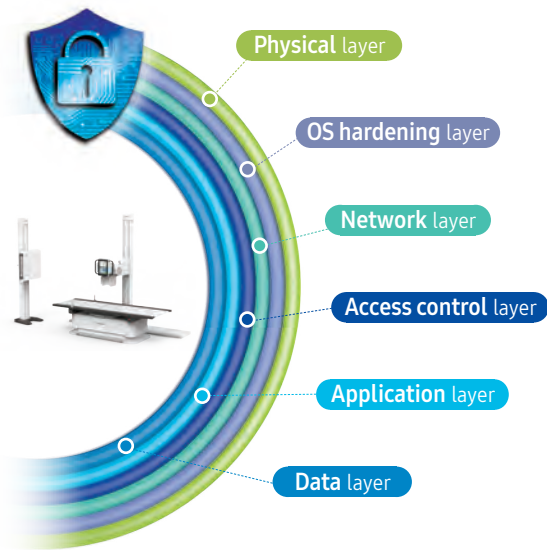 Physical layer
OS hardening layer
Network layer
Access control layer
Application layer
Data layer